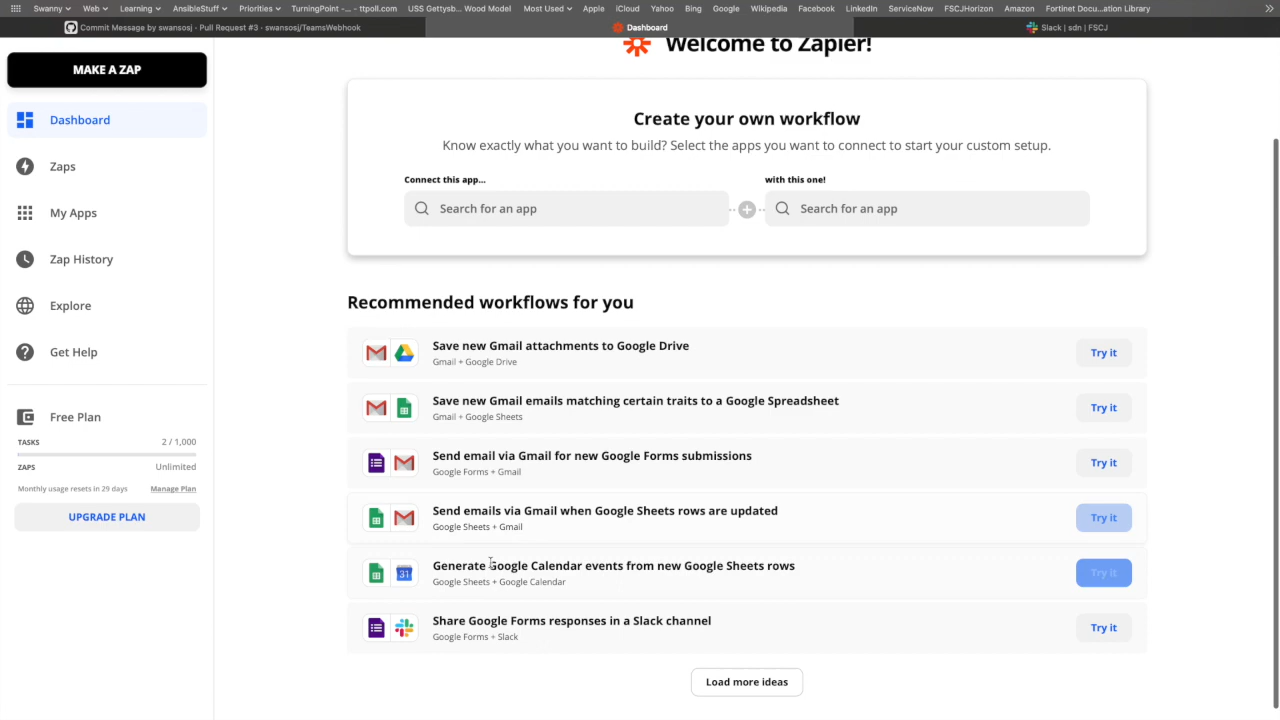 Swanny Web Learning AnsibleStuff Priorities TurningPoint -... - ttpoll.com USS Gettysb... Wood Model Most Used Apple iCloud Yahoo Bing Google Wikipedia Facebook LinkedIn ServiceNow FSCJHorizon Amazon Fortinet Docu...ation Library
Commit Message by swansosj · Pull Request #3 · swansosj/TeamsWebhook
Dashboard
Slack | sdn | FSCJ
MAKE A ZAP
Dashboard
Zaps
My Apps
Zap History
Explore
Get Help
Free Plan
TASKS 2 / 1,000
ZAPS Unlimited
Monthly usage resets in 29 days Manage Plan
UPGRADE PLAN
Welcome to Zapier!
Create your own workflow
Know exactly what you want to build? Select the apps you want to connect to start your custom setup.
Connect this app... with this one!
Search for an app Search for an app
Recommended workflows for you
Save new Gmail attachments to Google Drive
Gmail + Google Drive
Try it
Save new Gmail emails matching certain traits to a Google Spreadsheet
Gmail + Google Sheets
Try it
Send email via Gmail for new Google Forms submissions
Google Forms + Gmail
Try it
Send emails via Gmail when Google Sheets rows are updated
Google Sheets + Gmail
Try it
31
Generate Google Calendar events from new Google Sheets rows
Google Sheets + Google Calendar
Try it
Share Google Forms responses in a Slack channel
Google Forms + Slack
Try it
Load more ideas